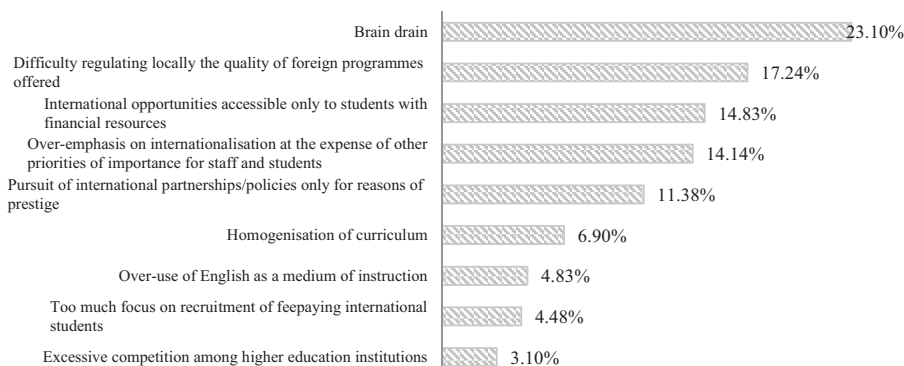 Brain drain 23.10%
Difficulty regulating locally the quality of foreign programmes
offered 17.24%
International opportunities accessible only to students with
financial resources 14.83%
Over-emphasis on internationalisation at the expense of other
priorities of importance for staff and students 14.14%
Pursuit of international partnerships/policies only for reasons of
prestige 11.38%
Homogenisation of curriculum 6.90%
Over-use of English as a medium of instruction 4.83%
Too much focus on recruitment of feepaying international
students 4.48%
Excessive competition among higher education institutions 3.10%